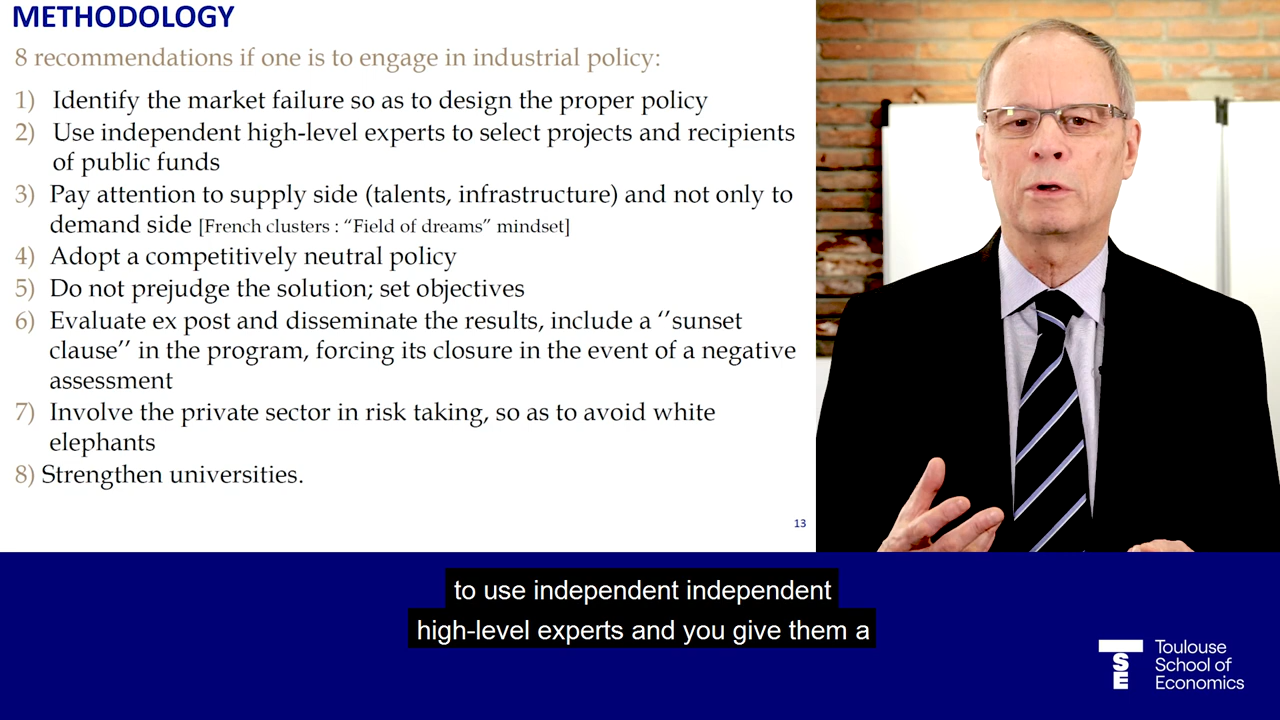 METHODOLOGY
8 recommendations if one is to engage in industrial policy:
1) Identify the market failure so as to design the proper policy
2) Use independent high-level experts to select projects and recipients
of public funds
3) Pay attention to supply side (talents, infrastructure) and not only to
demand side [French clusters : “Field of dreams” mindset]
4) Adopt a competitively neutral policy
5) Do not prejudge the solution; set objectives
6) Evaluate ex post and disseminate the results, include a ‘’sunset
clause’’ in the program, forcing its closure in the event of a negative
assessment
7) Involve the private sector in risk taking, so as to avoid white
elephants
8) Strengthen universities.
13
to use independent independent
high-level experts and you give them a
TSE
Toulouse
School of
Economics